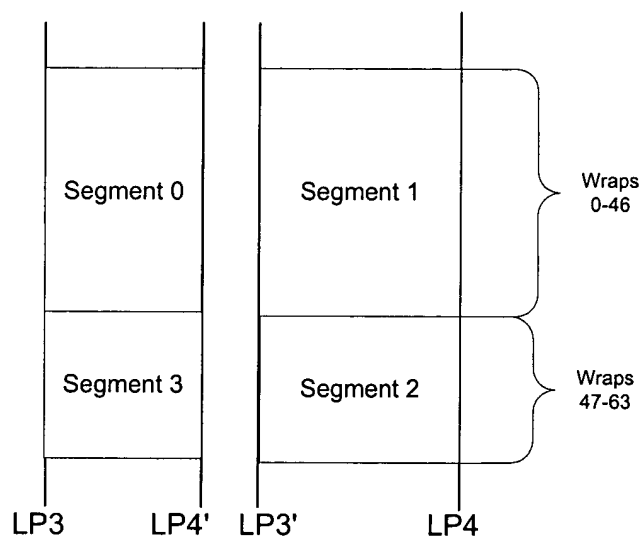 Segment 0
Segment 1
Wraps
0-46
Segment 3
Segment 2
Wraps
47-63
LP3
LP4'
LP3'
LP4